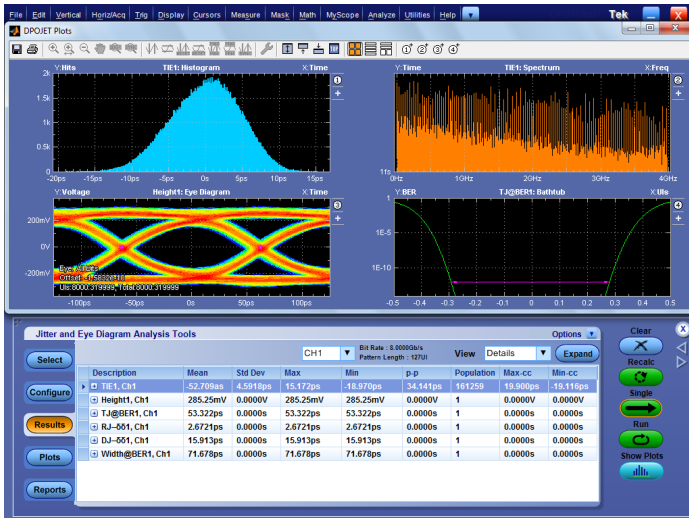 File Edit Vertical Horiz/Acq Trig Display Cursors Measure Mask Math MyScope Analyze Utilities Help Tek
DPOJET Plots
Y:Hits TIE1: Histogram X:Time
2k
1.5k
1k
0.5k
0
-20ps -15ps -10ps -5ps 0s 5ps 10ps 15ps
1
Y:Time TIE1: Spectrum X:Freq
1fs
0Hz 1GHz 2GHz 3GHz 4GHz
2
Y:Voltage Height1: Eye Diagram X:Time
200mV
0V
-200mV
Eye: All Bits
UIs:8000:319999, Total:8000:319999
-100ps -50ps 0s 50ps 100ps
3
Y:BER TJ@BER1: Bathtub X:UIs
1
1E-5
1E-10
-0.5 -0.4 -0.3 -0.2 -0.1 0 0.1 0.2 0.3 0.4 0.5
4
Jitter and Eye Diagram Analysis Tools Options
CH1 Bit Rate : 8.0000Gb/s
Pattern Length : 127UI
View Details Expand
Select
Configure
Results
Plots
Reports
Description Mean Std Dev Max Min p-p Population Max-cc Min-cc
TIE1, Ch1 -52.709as 4.5918ps 15.172ps -18.970ps 34.141ps 161259 19.900ps -19.116ps
Height1, Ch1 285.25mV 0.0000V 285.25mV 285.25mV 0.0000V 1 0.0000V 0.0000V
TJ@BER1, Ch1 53.322ps 0.0000s 53.322ps 53.322ps 0.0000s 1 0.0000s 0.0000s
RJ–δδ1, Ch1 2.6721ps 0.0000s 2.6721ps 2.6721ps 0.0000s 1 0.0000s 0.0000s
DJ–δδ1, Ch1 15.913ps 0.0000s 15.913ps 15.913ps 0.0000s 1 0.0000s 0.0000s
Width@BER1, Ch1 71.678ps 0.0000s 71.678ps 71.678ps 0.0000s 1 0.0000s 0.0000s
Clear
Recalc
Single
Run
Show Plots